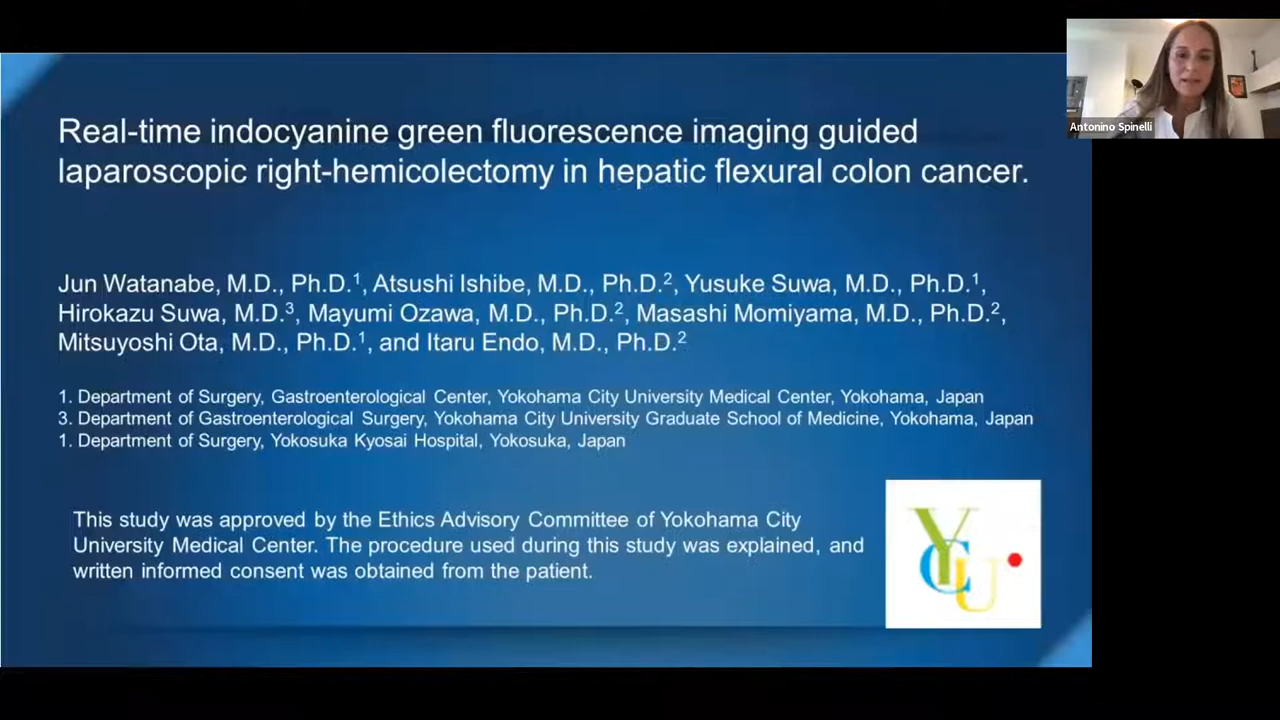 Real-time indocyanine green fluorescence imaging guided
laparoscopic right-hemicolectomy in hepatic flexural colon cancer.
Jun Watanabe, M.D., Ph.D.¹, Atsushi Ishibe, M.D., Ph.D.², Yusuke Suwa, M.D., Ph.D.¹,
Hirokazu Suwa, M.D.³, Mayumi Ozawa, M.D., Ph.D.², Masashi Momiyama, M.D., Ph.D.²,
Mitsuyoshi Ota, M.D., Ph.D.¹, and Itaru Endo, M.D., Ph.D.²
1. Department of Surgery, Gastroenterological Center, Yokohama City University Medical Center, Yokohama, Japan
3. Department of Gastroenterological Surgery, Yokohama City University Graduate School of Medicine, Yokohama, Japan
1. Department of Surgery, Yokosuka Kyosai Hospital, Yokosuka, Japan
This study was approved by the Ethics Advisory Committee of Yokohama City
University Medical Center. The procedure used during this study was explained, and
written informed consent was obtained from the patient.
YCU
Antonino Spinelli